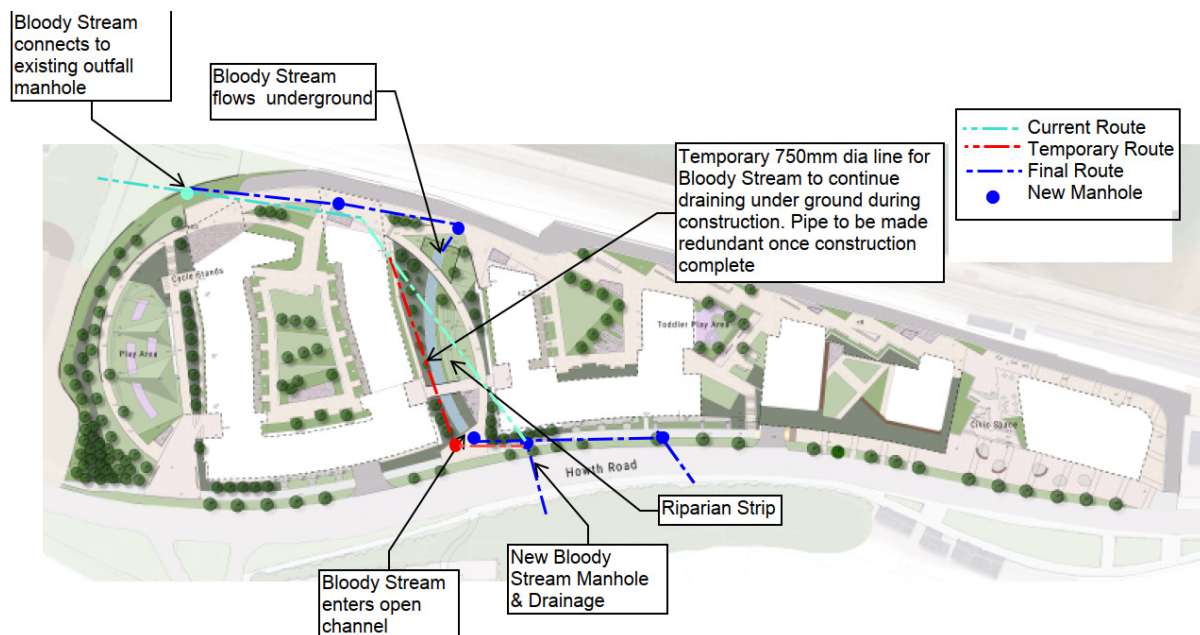 Bloody Stream
connects to
existing outfall
manhole
Bloody Stream
flows underground
Current Route
Temporary Route
Final Route
New Manhole
Temporary 750mm dia line for
Bloody Stream to continue
draining under ground during
construction. Pipe to be made
redundant once construction
complete
Cycle Stands
Play Area
Toddler Play Area
Civic Space
Howth Road
Riparian Strip
New Bloody
Stream Manhole
& Drainage
Bloody Stream
enters open
channel